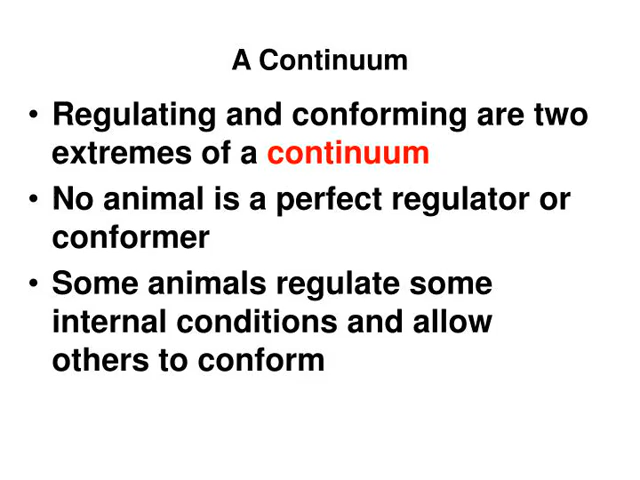 A Continuum
• Regulating and conforming are two
extremes of a continuum
• No animal is a perfect regulator or
conformer
• Some animals regulate some
internal conditions and allow
others to conform